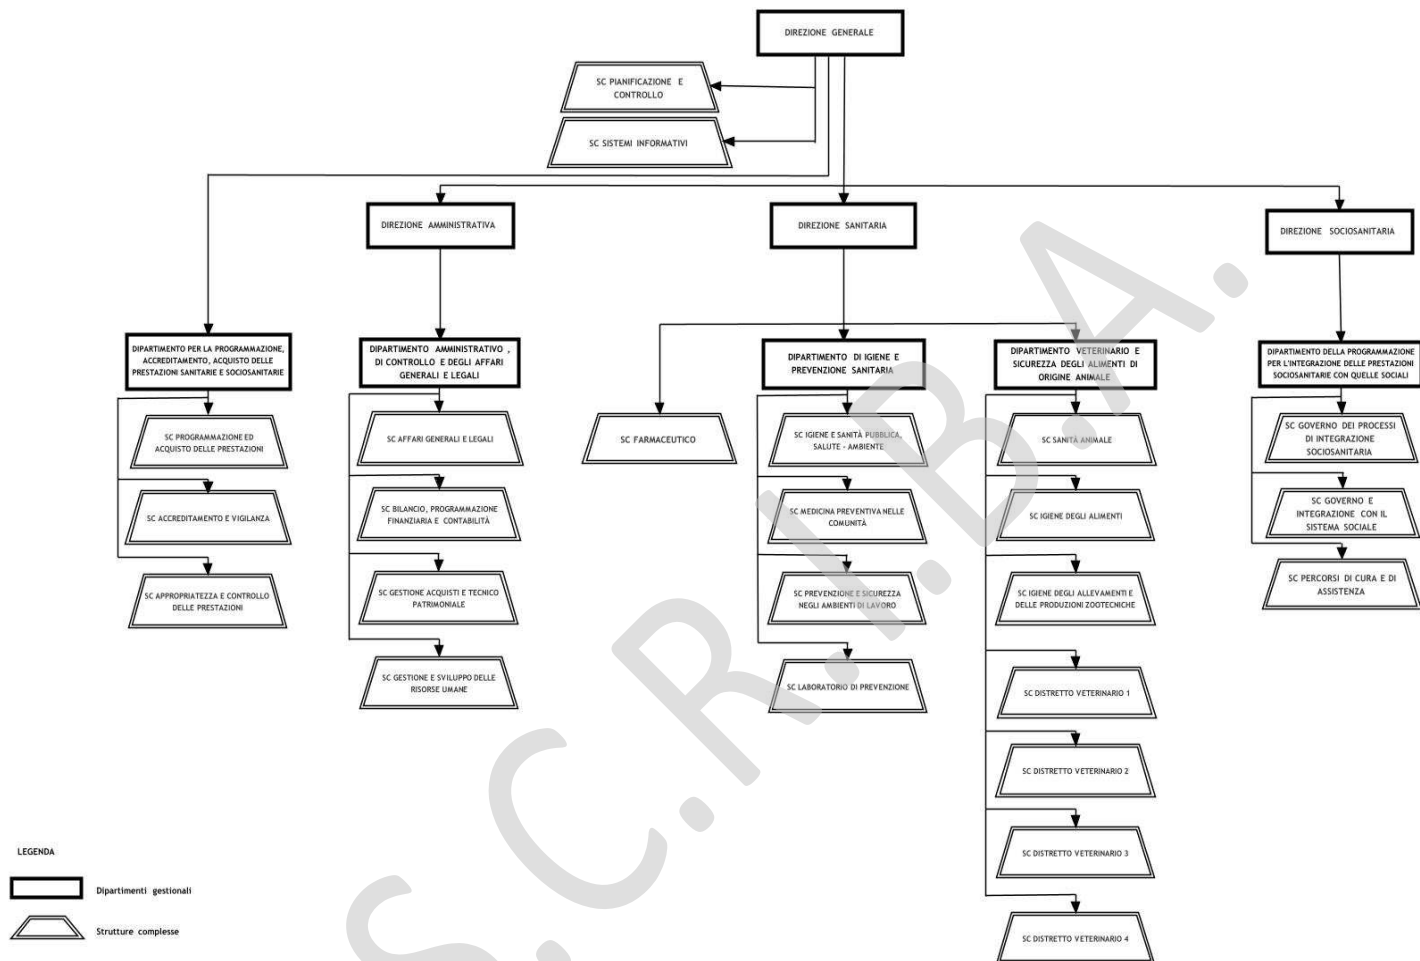 DIREZIONE GENERALE
SC PIANIFICAZIONE E
CONTROLLO
SC SISTEMI INFORMATIVI
DIREZIONE AMMINISTRATIVA
DIREZIONE SANITARIA
DIREZIONE SOCIOSANITARIA
DIPARTIMENTO PER LA PROGRAMMAZIONE,
ACCREDITAMENTO, ACQUISTO DELLE
PRESTAZIONI SANITARIE E SOCIOSANITARIE
SC PROGRAMMAZIONE ED
ACQUISTO DELLE PRESTAZIONI
SC ACCREDITAMENTO E VIGILANZA
SC APPROPRIATEZZA E CONTROLLO
DELLE PRESTAZIONI
DIPARTIMENTO AMMINISTRATIVO ,
DI CONTROLLO E DEGLI AFFARI
GENERALI E LEGALI
SC AFFARI GENERALI E LEGALI
SC BILANCIO, PROGRAMMAZIONE
FINANZIARIA E CONTABILITÀ
SC GESTIONE ACQUISTI E TECNICO
PATRIMONIALE
SC GESTIONE E SVILUPPO DELLE
RISORSE UMANE
SC FARMACEUTICO
DIPARTIMENTO DI IGIENE E
PREVENZIONE SANITARIA
SC IGIENE E SANITÀ PUBBLICA,
SALUTE - AMBIENTE
SC MEDICINA PREVENTIVA NELLE
COMUNITÀ
SC PREVENZIONE E SICUREZZA
NEGLI AMBIENTI DI LAVORO
SC LABORATORIO DI PREVENZIONE
DIPARTIMENTO VETERINARIO E
SICUREZZA DEGLI ALIMENTI DI
ORIGINE ANIMALE
SC SANITÀ ANIMALE
SC IGIENE DEGLI ALIMENTI
SC IGIENE DEGLI ALLEVAMENTI E
DELLE PRODUZIONI ZOOTECNICHE
SC DISTRETTO VETERINARIO 1
SC DISTRETTO VETERINARIO 2
SC DISTRETTO VETERINARIO 3
SC DISTRETTO VETERINARIO 4
DIPARTIMENTO DELLA PROGRAMMAZIONE
PER L'INTEGRAZIONE DELLE PRESTAZIONI
SOCIOSANITARIE CON QUELLE SOCIALI
SC GOVERNO DEI PROCESSI
DI INTEGRAZIONE
SOCIOSANITARIA
SC GOVERNO E
INTEGRAZIONE CON IL
SISTEMA SOCIALE
SC PERCORSI DI CURA E DI
ASSISTENZA
LEGENDA
Dipartimenti gestionali
Strutture complesse
S.C.R.I.B.A.